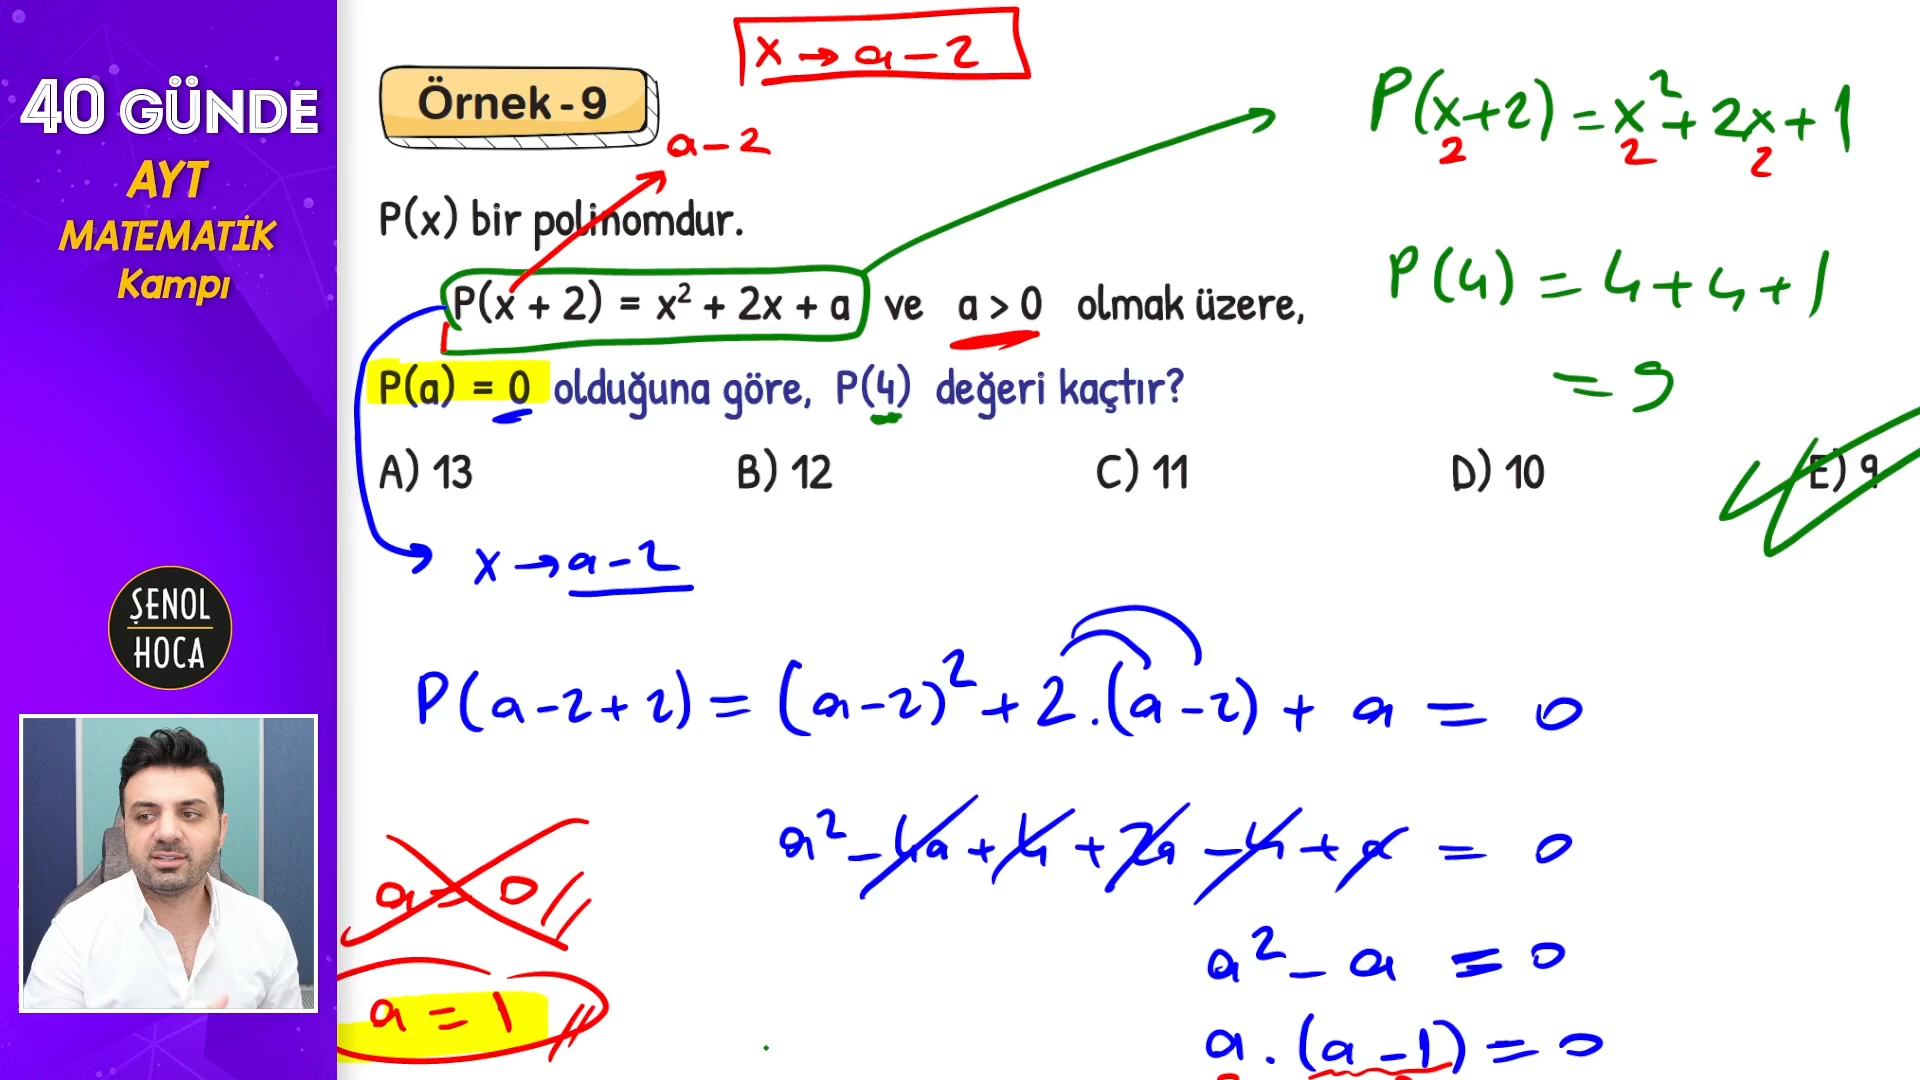 40 GÜNDE
AYT
MATEMATİK
Kampı
ŞENOL
HOCA
x → a - 2
Örnek - 9
a - 2
P(x) bir polinomdur.
P(x + 2) = x² + 2x + a ve a > 0 olmak üzere,
P(a) = 0 olduğuna göre, P(4) değeri kaçtır?
A) 13 B) 12 C) 11 D) 10 E) 9
P(x+2) = x² + 2x + 1
2 2 2
P(4) = 4 + 4 + 1
= 9
x → a - 2
P(a-2+2) = (a-2)² + 2.(a-2) + a = 0
a² - 4a + 4 + 2a - 4 + a = 0
a² - a = 0
a . (a - 1) = 0
a = 0
a = 1